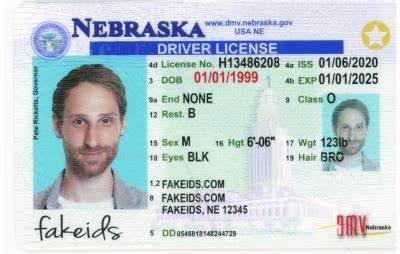 NEBRASKA
www.dmv.nebraska.gov
USA NE
DRIVER LICENSE
Pete Ricketts, Governor
4d License No. H13486208
4a ISS 01/06/2020
3 DOB 01/01/1999
4b EXP 01/01/2025
9a End NONE
9 Class O
12 Rest. B
15 Sex M
16 Hgt 6'-06"
17 Wgt 123lb
18 Eyes BLK
19 Hair BRO
1,2 FAKEIDS.COM
FAKEIDS.COM
8 FAKEIDS, NE 12345
fakeids
DMV Nebraska